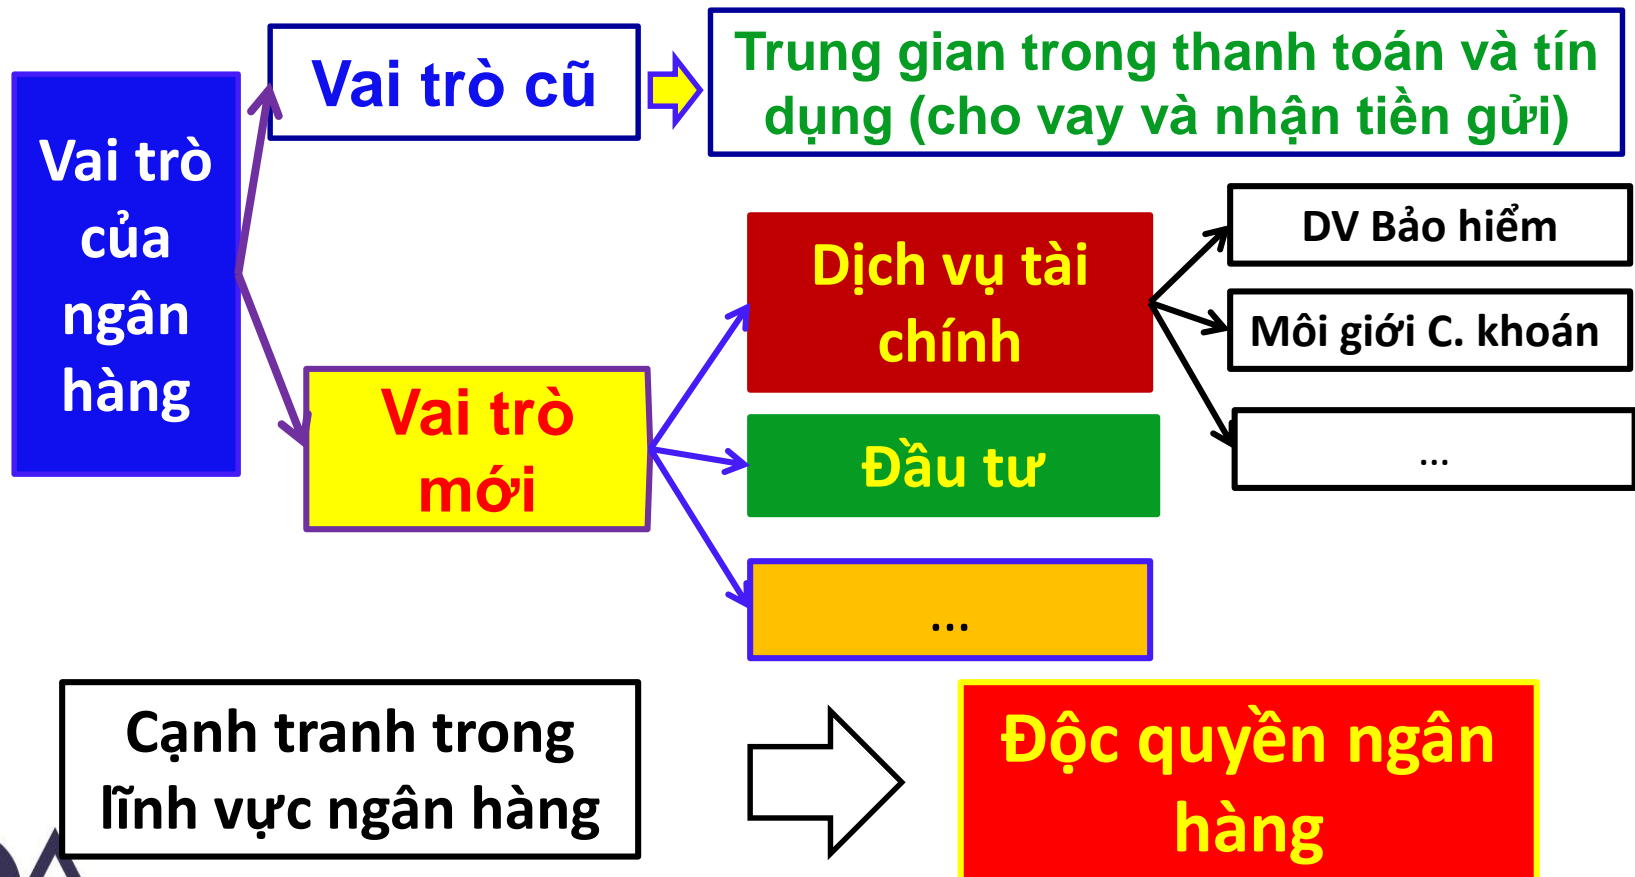 Vai trò
của
ngân
hàng
Vai trò cũ
Trung gian trong thanh toán và tín
dụng (cho vay và nhận tiền gửi)
Vai trò
mới
Dịch vụ tài
chính
Đầu tư
...
DV Bảo hiểm
Môi giới C. khoán
...
Cạnh tranh trong
lĩnh vực ngân hàng
Độc quyền ngân
hàng